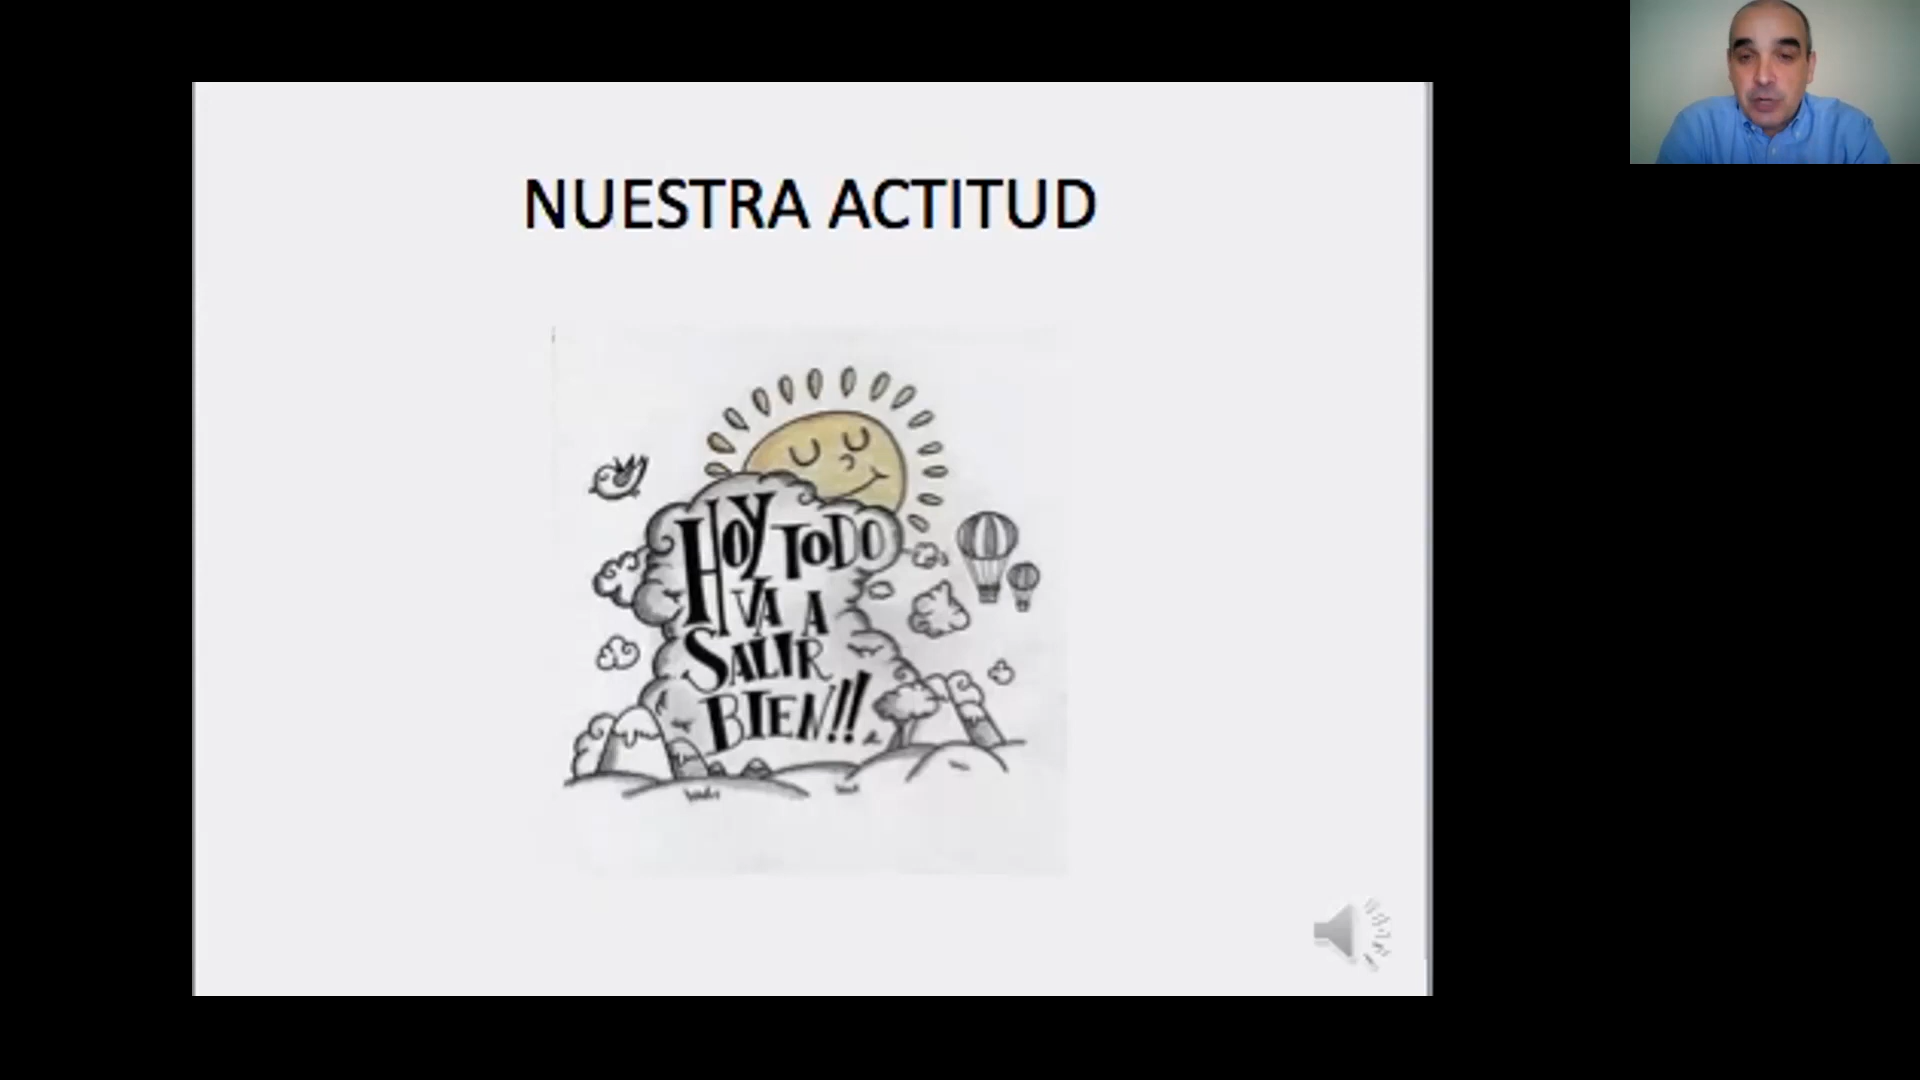 NUESTRA ACTITUD
HOY TODO
VA A
SALIR
BIEN!!